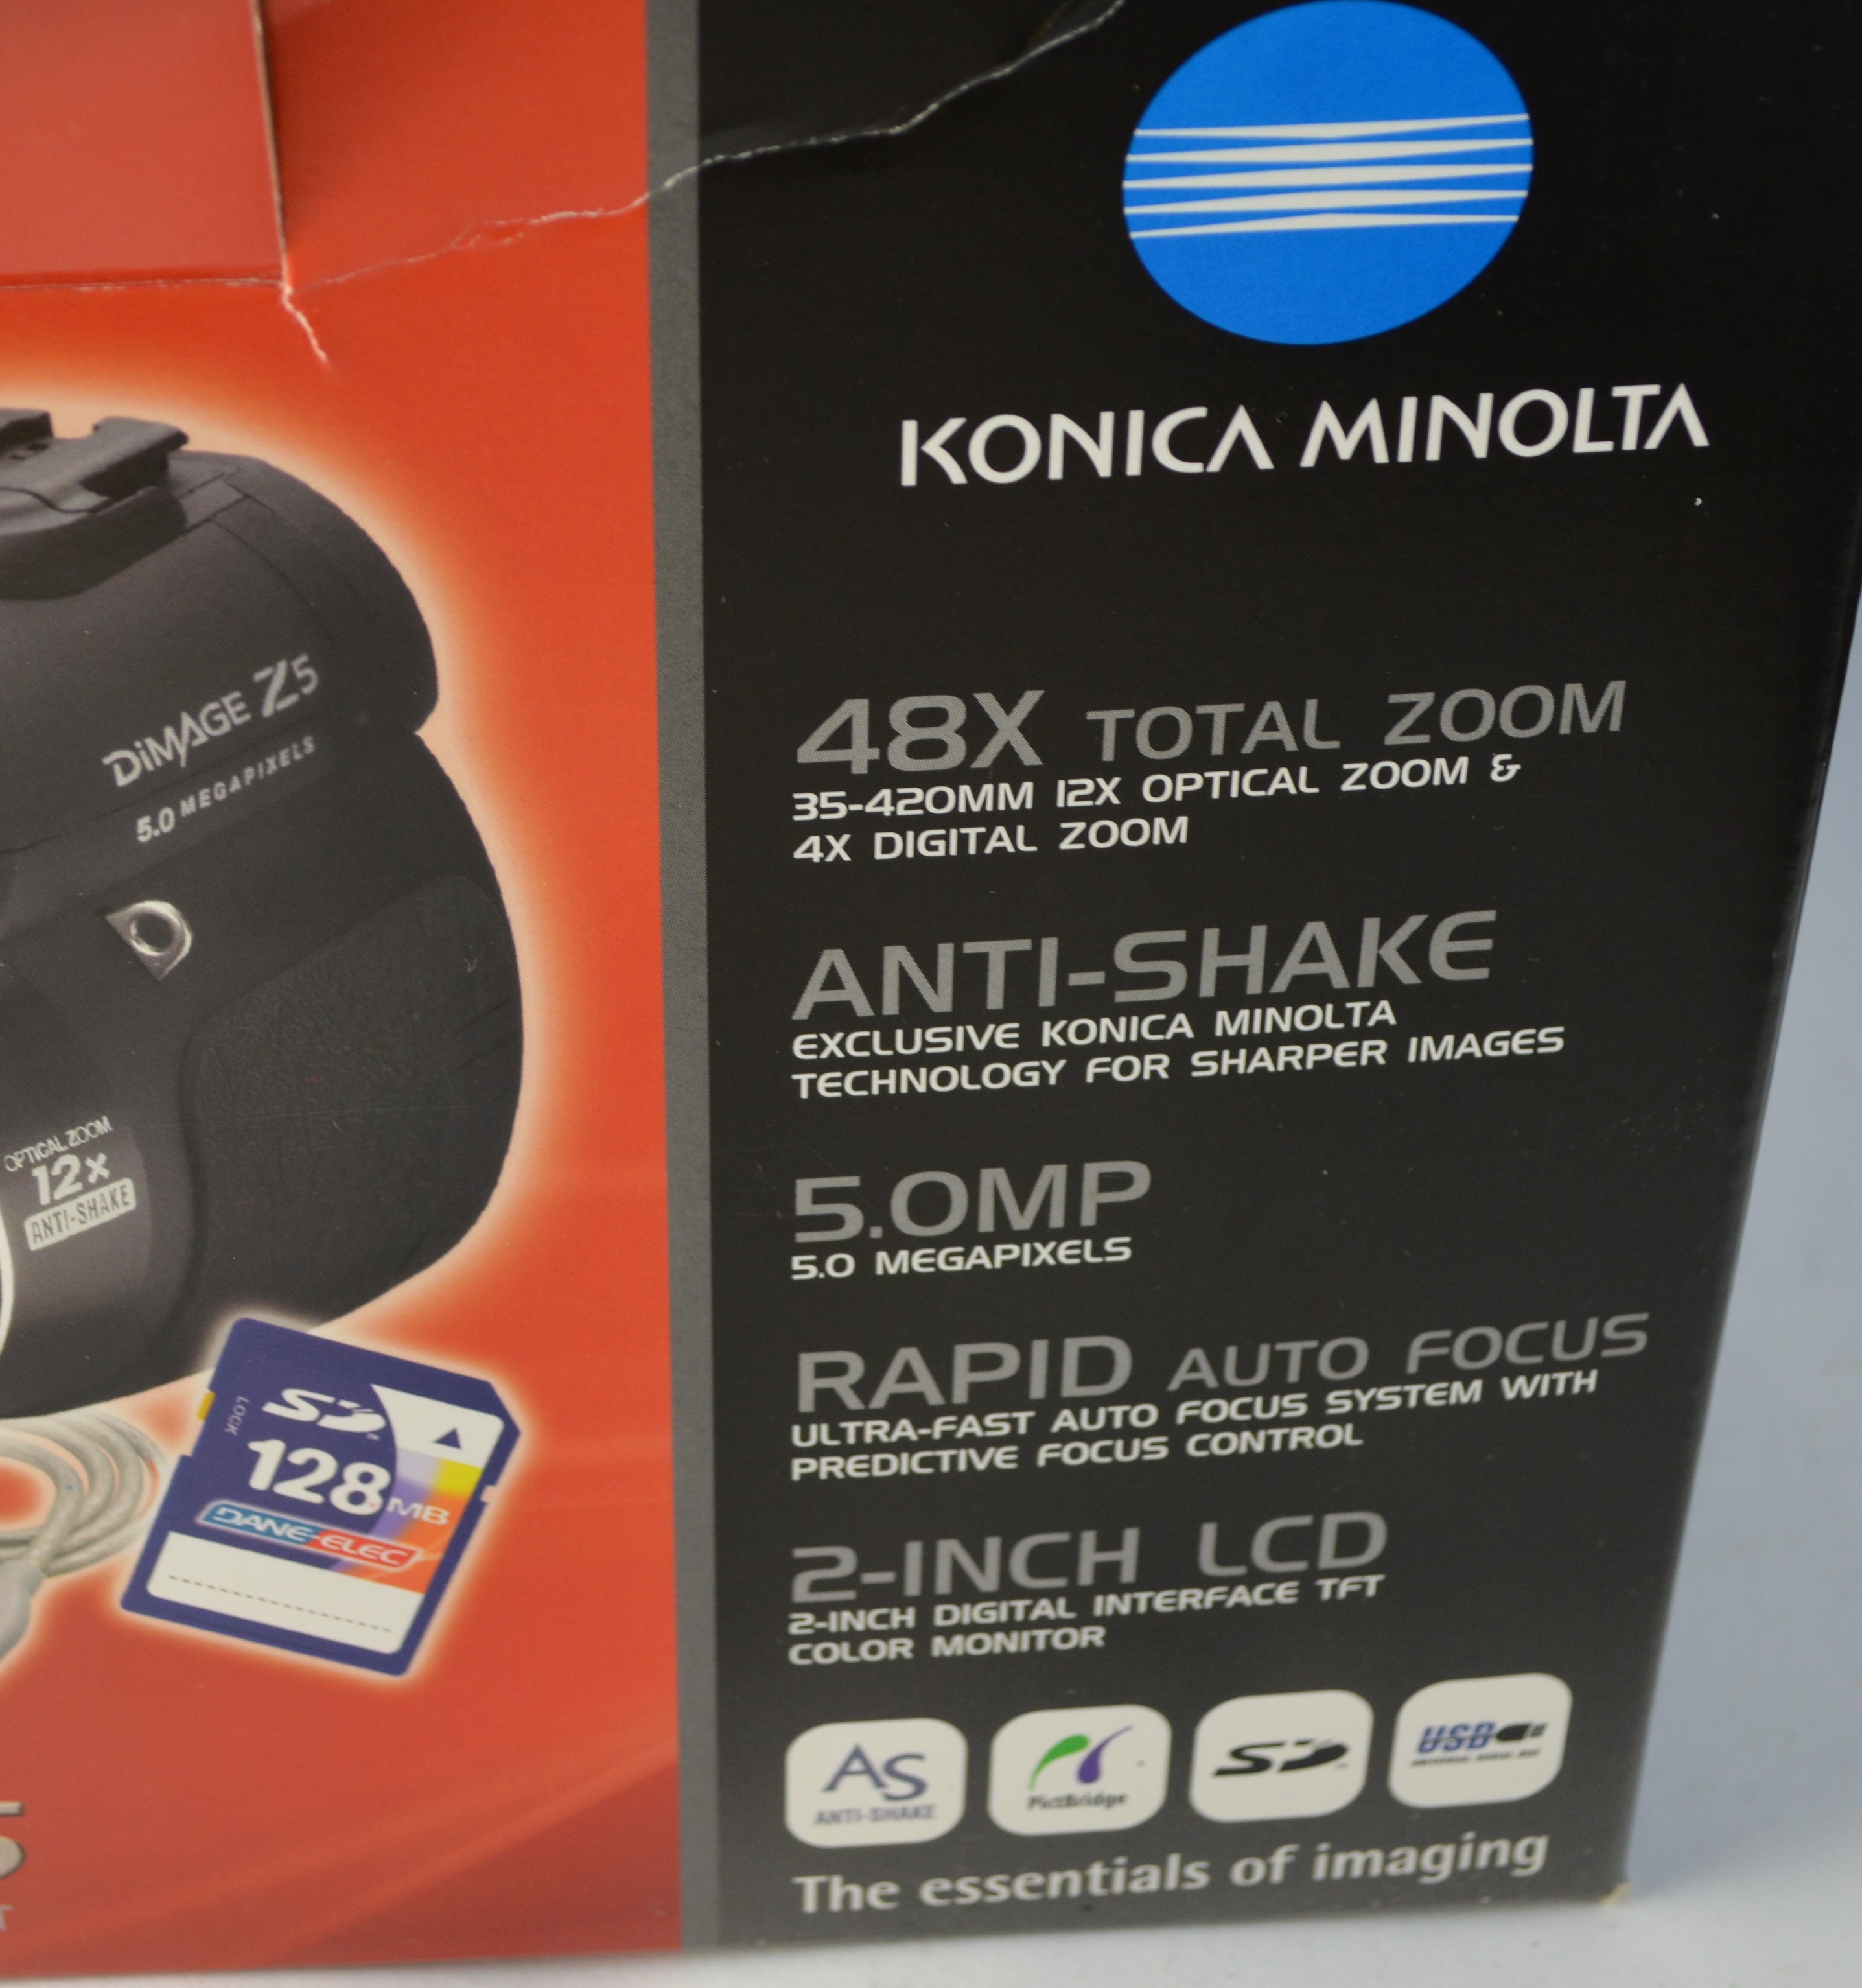 KONICA MINOLTA
DiMAGE Z5
5.0 MEGAPIXELS
OPTICAL ZOOM
12x
ANTI-SHAKE
LOCK
SD
128MB
DANE-ELEC
48X TOTAL ZOOM
35-420MM 12X OPTICAL ZOOM &
4X DIGITAL ZOOM
ANTI-SHAKE
EXCLUSIVE KONICA MINOLTA
TECHNOLOGY FOR SHARPER IMAGES
5.0MP
5.0 MEGAPIXELS
RAPID AUTO FOCUS
ULTRA-FAST AUTO FOCUS SYSTEM WITH
PREDICTIVE FOCUS CONTROL
2-INCH LCD
2-INCH DIGITAL INTERFACE TFT
COLOR MONITOR
AS
ANTI-SHAKE
PictBridge
SD
USB
The essentials of imaging